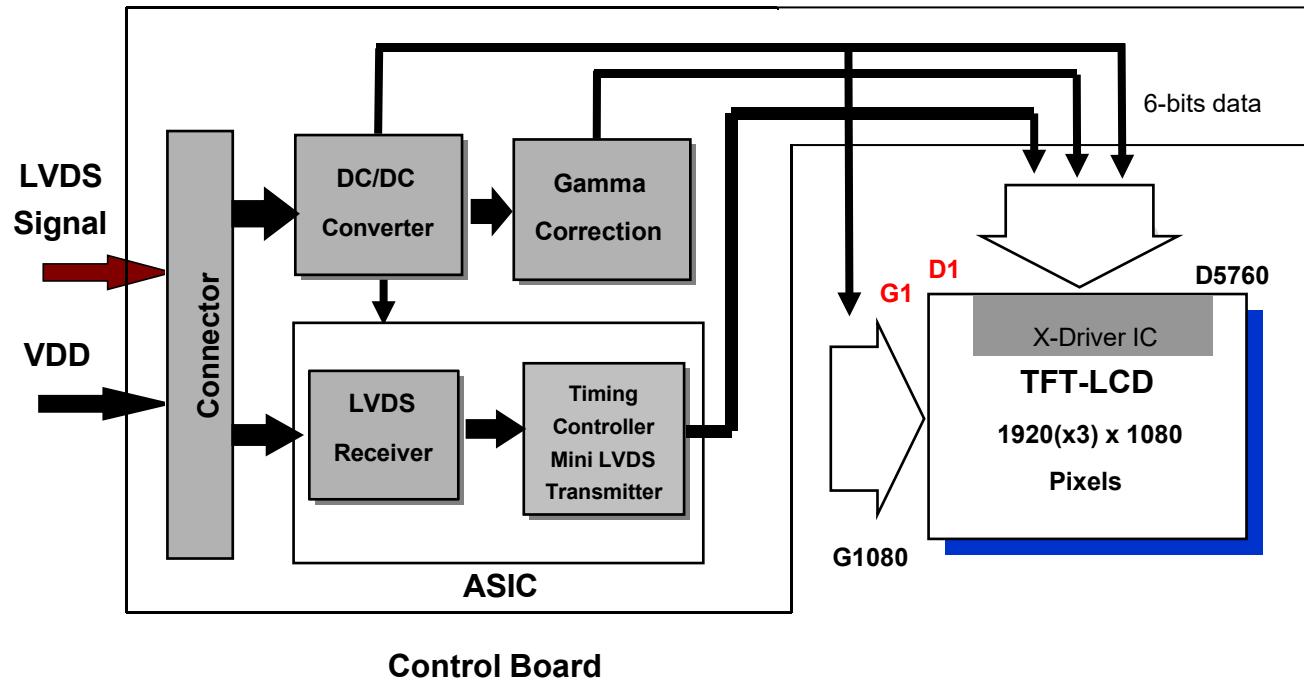 LVDS
Signal
VDD
Connector
DC/DC
Converter
Gamma
Correction
LVDS
Receiver
Timing
Controller
Mini LVDS
Transmitter
ASIC
Control Board
6-bits data
G1
D1
D5760
X-Driver IC
TFT-LCD
1920(x3) x 1080
Pixels
G1080